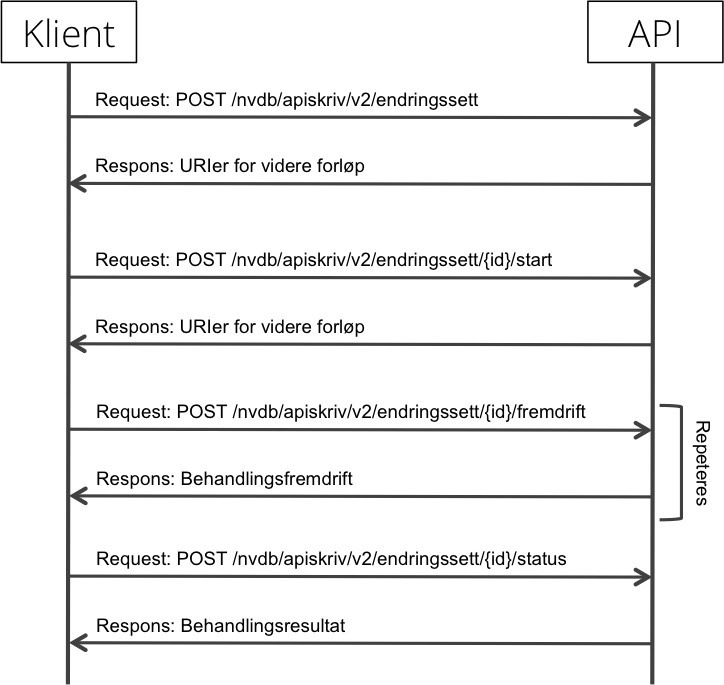 Klient
API
Request: POST /nvdb/apiskriv/v2/endringssett
Respons: URIer for videre forløp
Request: POST /nvdb/apiskriv/v2/endringssett/{id}/start
Respons: URIer for videre forløp
Request: POST /nvdb/apiskriv/v2/endringssett/{id}/fremdrift
Repeteres
Respons: Behandlingsfremdrift
Request: POST /nvdb/apiskriv/v2/endringssett/{id}/status
Respons: Behandlingsresultat